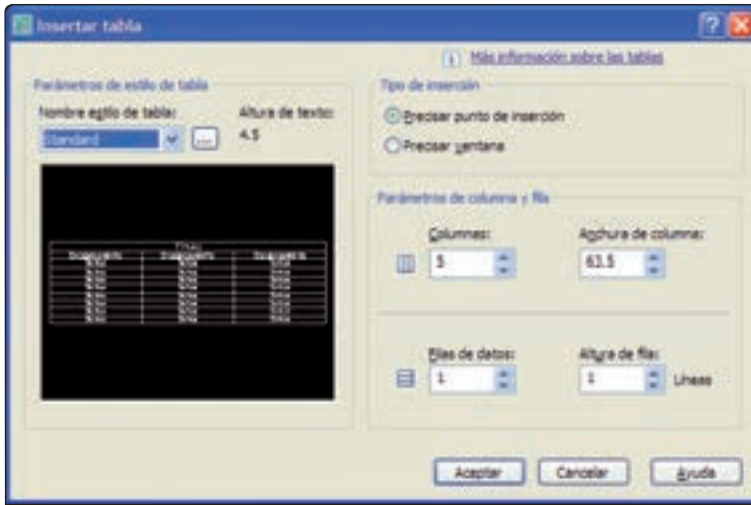 Insertar tabla
Más información sobre las tablas
Parámetros de estilo de tabla
Nombre estilo de tabla:
Altura de texto:
Standard
...
4.5
Tipo de inserción
Precisar punto de inserción
Precisar ventana
Parámetros de columna y fila
Columnas:
Anchura de columna:
5
63.5
Filas de datos:
Altura de fila:
1
1
Líneas
Aceptar
Cancelar
Ayuda